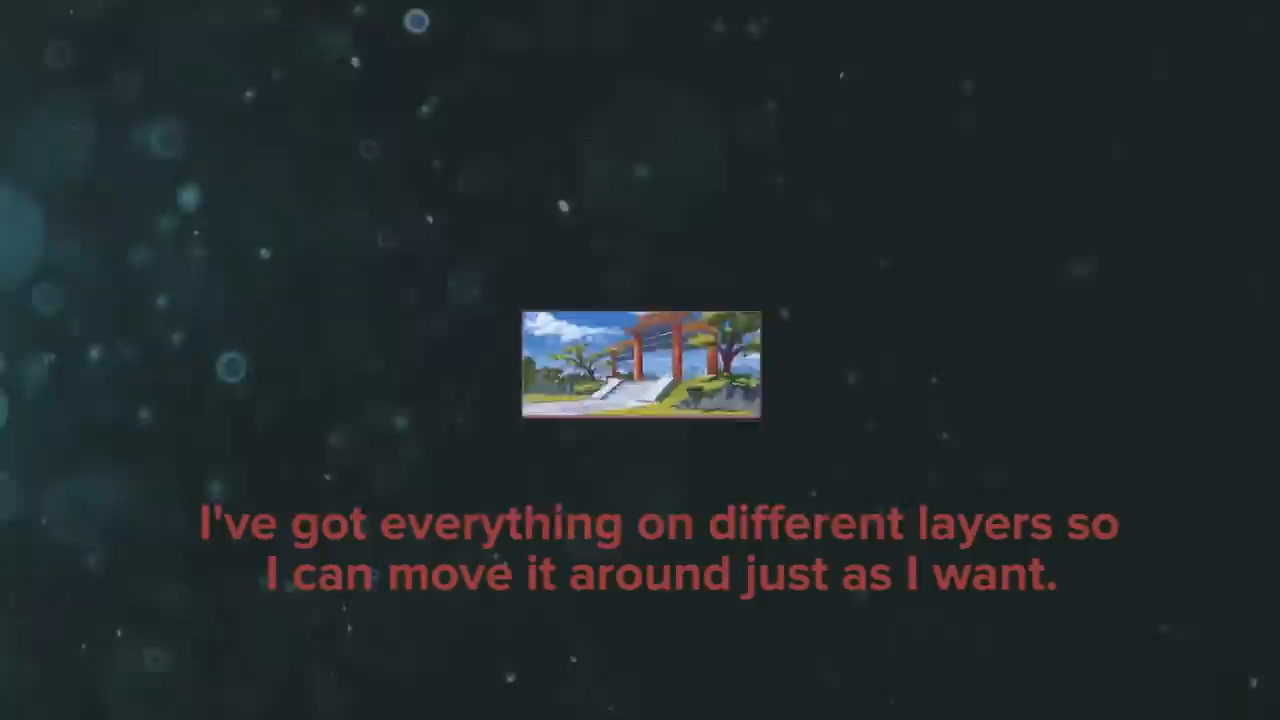 I've got everything on different layers so
I can move it around just as I want.